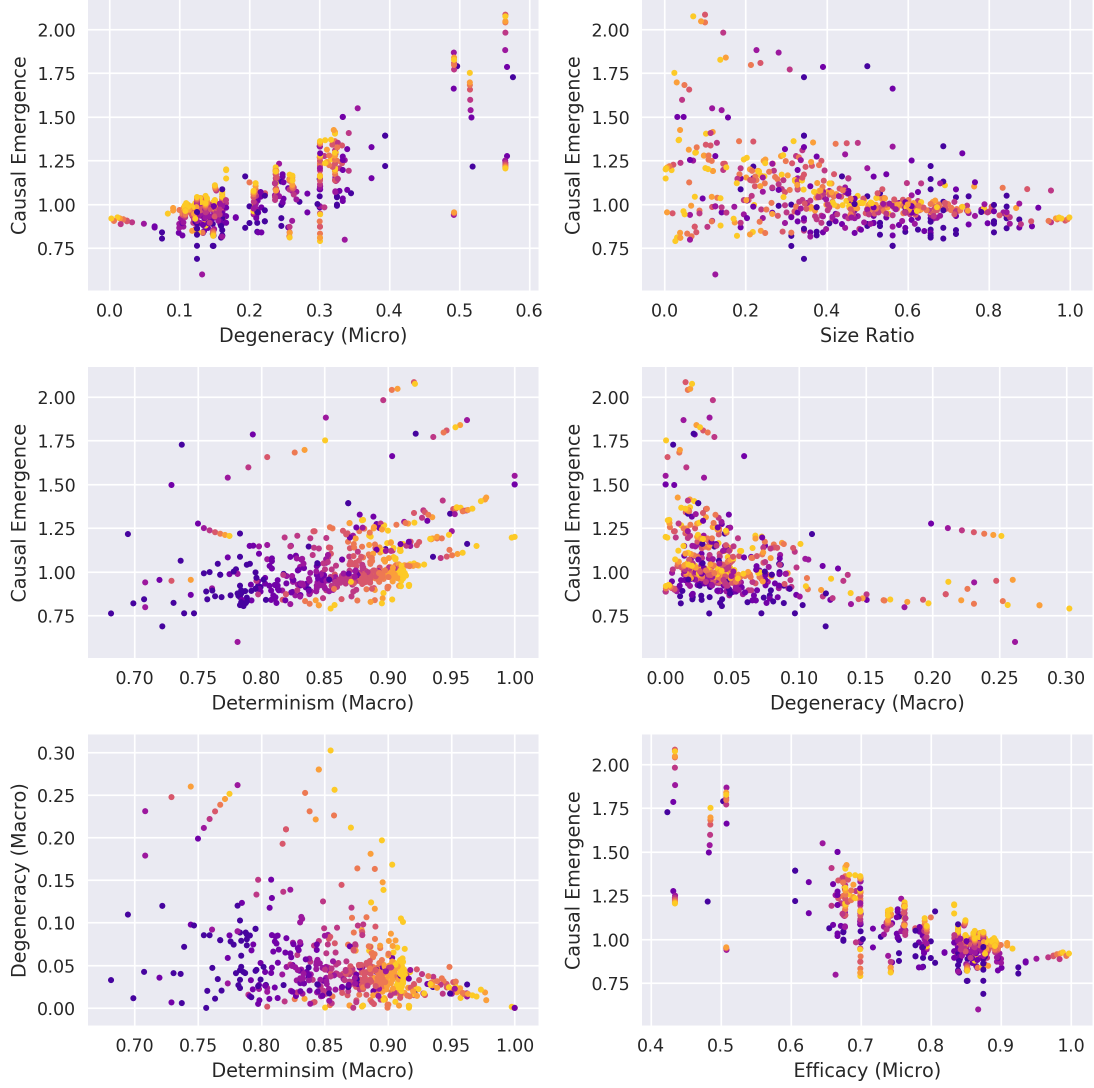 2.00
1.75
1.50
1.25
1.00
0.75
Causal Emergence
0.0 0.1 0.2 0.3 0.4 0.5 0.6
Degeneracy (Micro)
2.00
1.75
1.50
1.25
1.00
0.75
Causal Emergence
0.0 0.2 0.4 0.6 0.8 1.0
Size Ratio
2.00
1.75
1.50
1.25
1.00
0.75
Causal Emergence
0.70 0.75 0.80 0.85 0.90 0.95 1.00
Determinism (Macro)
2.00
1.75
1.50
1.25
1.00
0.75
Causal Emergence
0.00 0.05 0.10 0.15 0.20 0.25 0.30
Degeneracy (Macro)
0.30
0.25
0.20
0.15
0.10
0.05
0.00
Degeneracy (Macro)
0.70 0.75 0.80 0.85 0.90 0.95 1.00
Determinsim (Macro)
2.00
1.75
1.50
1.25
1.00
0.75
Causal Emergence
0.4 0.5 0.6 0.7 0.8 0.9 1.0
Efficacy (Micro)